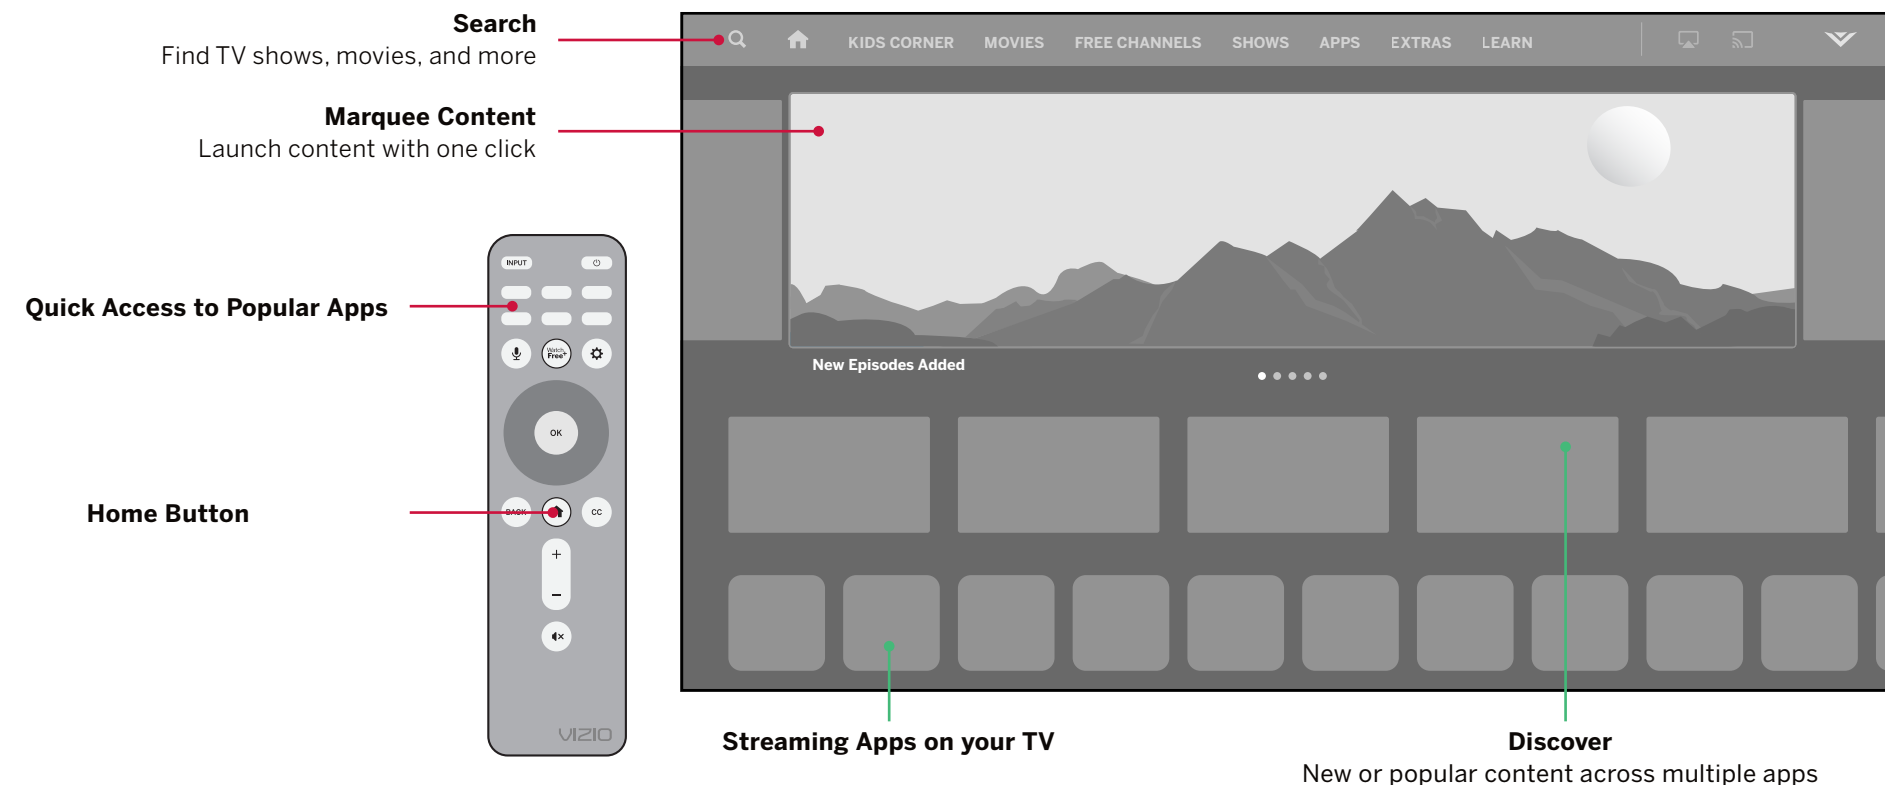 Search
Find TV shows, movies, and more
KIDS CORNER MOVIES FREE CHANNELS SHOWS APPS EXTRAS LEARN
Marquee Content
Launch content with one click
INPUT
Quick Access to Popular Apps
Watch
Free+
New Episodes Added
OK
Home Button
BACK
CC
VIZIO
Streaming Apps on your TV
Discover
New or popular content across multiple apps